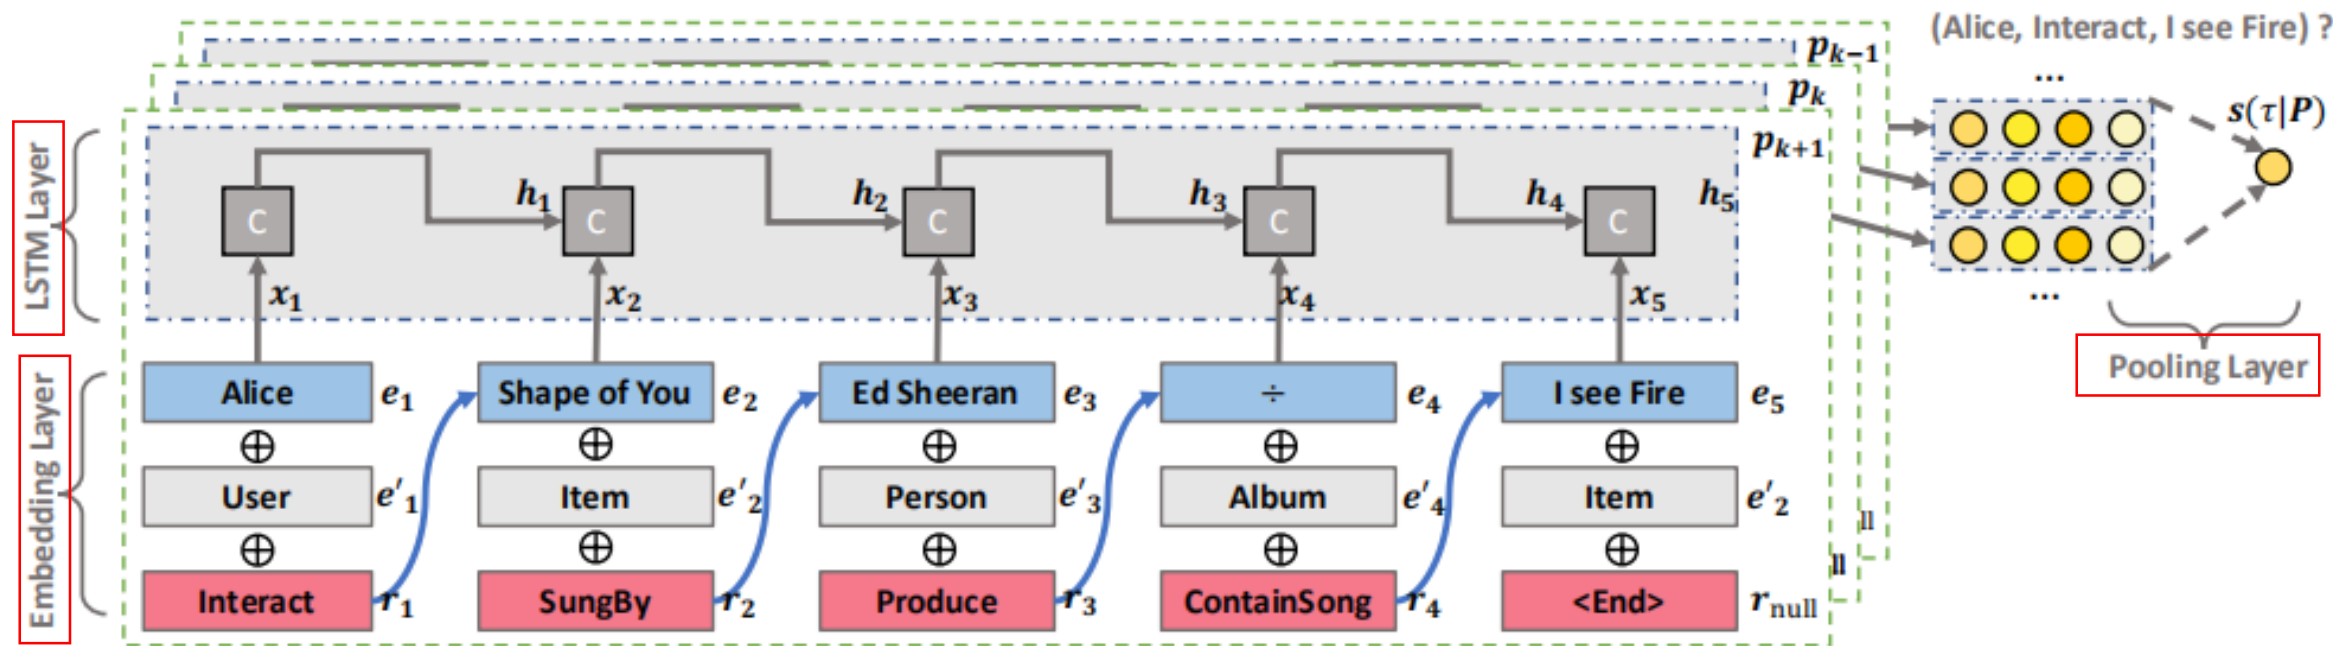 (Alice, Interact, I see Fire) ?
...
p_{k-1}
p_k
p_{k+1}
s(τ|P)
LSTM Layer
C
h_1
C
h_2
C
h_3
C
h_4
C
h_5
x_1
x_2
x_3
x_4
x_5
...
Pooling Layer
Embedding Layer
Alice e_1
Shape of You e_2
Ed Sheeran e_3
÷ e_4
I see Fire e_5
⊕ ⊕ ⊕ ⊕ ⊕
User e'_1
Item e'_2
Person e'_3
Album e'_4
Item e'_2
ll
ll
⊕ ⊕ ⊕ ⊕ ⊕
Interact r_1
SungBy r_2
Produce r_3
ContainSong r_4
<End> r_null